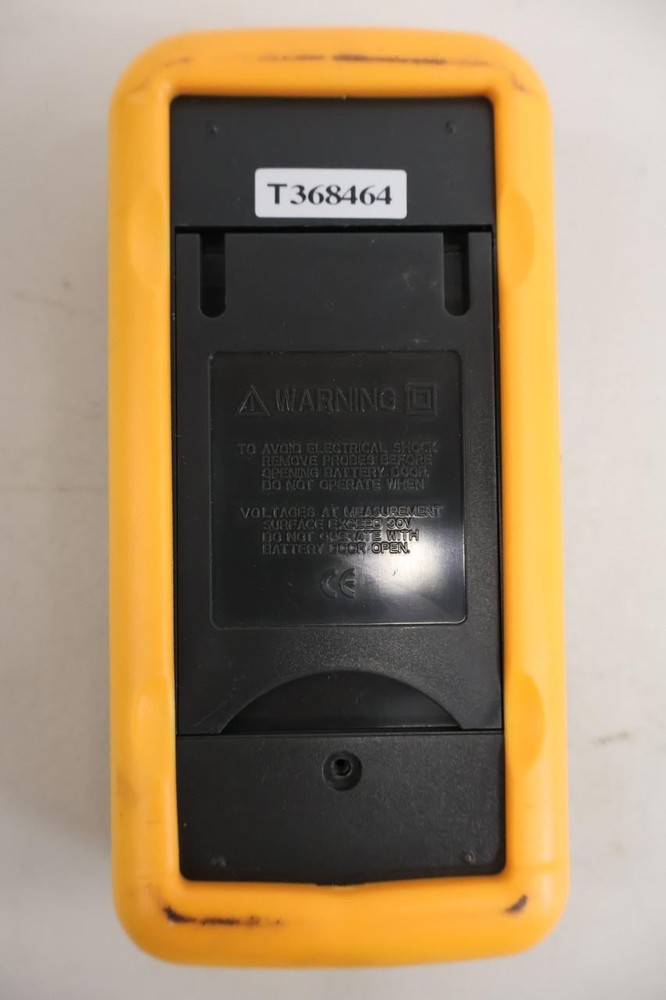 T368464
WARNING
TO AVOID ELECTRICAL SHOCK
REMOVE PROBES BEFORE
OPENING BATTERY DOOR.
DO NOT OPERATE WHEN
VOLTAGES AT MEASUREMENT
SURFACE EXCEED 30V
DO NOT OPERATE WITH
BATTERY DOOR OPEN.
CE